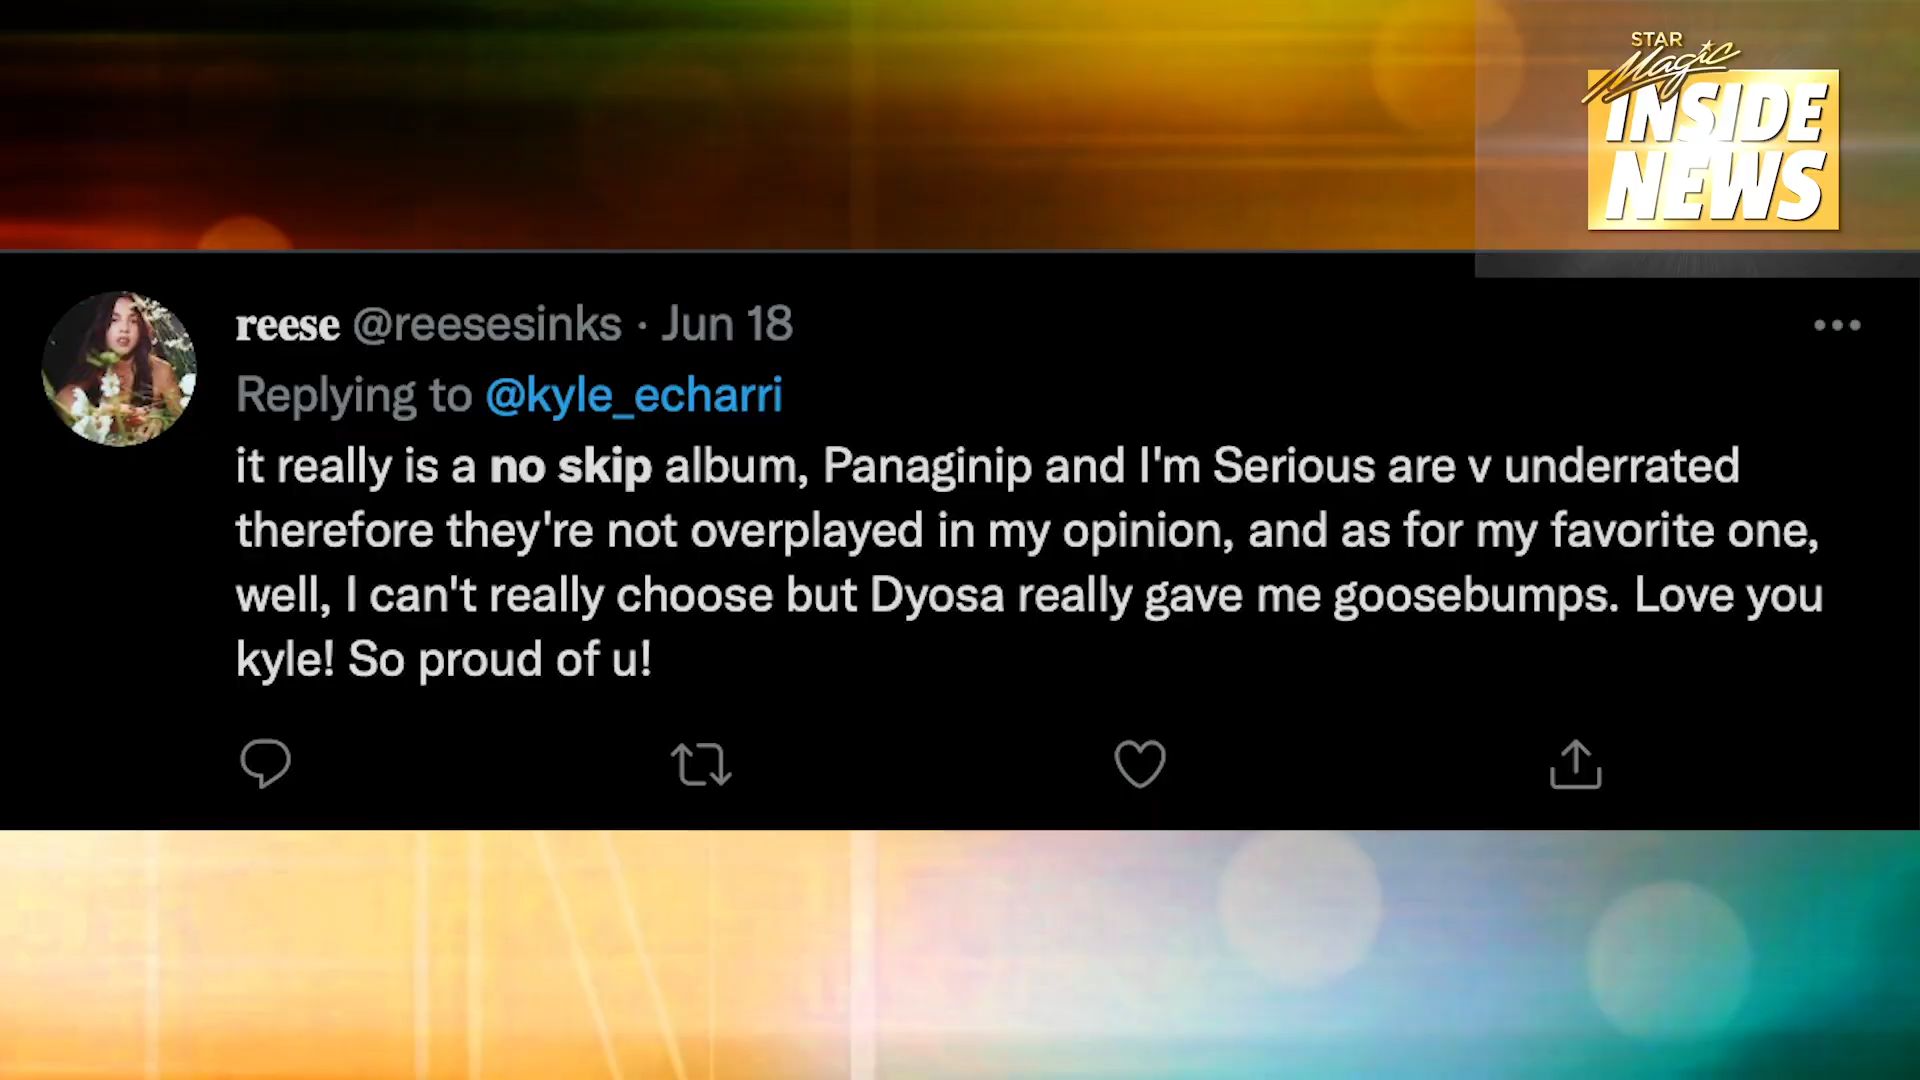 STAR
Magic
INSIDE
NEWS
reese @reesesinks · Jun 18
Replying to @kyle_echarri
it really is a no skip album, Panaginip and I'm Serious are v underrated
therefore they're not overplayed in my opinion, and as for my favorite one,
well, I can't really choose but Dyosa really gave me goosebumps. Love you
kyle! So proud of u!